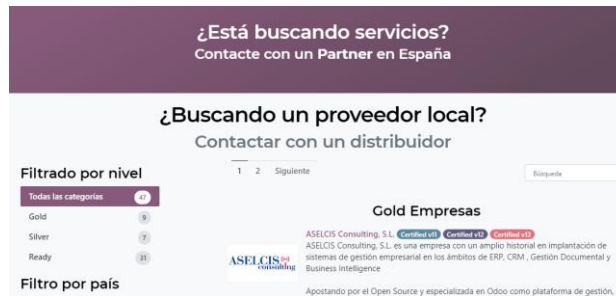 ¿Está buscando servicios?
Contacte con un Partner en España
¿Buscando un proveedor local?
Contactar con un distribuidor
Filtrado por nivel
1 2 Siguiente
Búsqueda
Todas las categorías 47
Gold 9
Silver 7
Ready 31
Filtro por país
Gold Empresas
ASELCIS Consulting, S.L. Certified v11 Certified v12 Certified v13
ASELCIS consulting
ASELCIS Consulting, S.L. es una empresa con un amplio historial en implantación de
sistemas de gestión empresarial en los ámbitos de ERP, CRM , Gestión Documental y
Business Intelligence
Apostando por el Open Source y especializada en Odoo como plataforma de gestión,